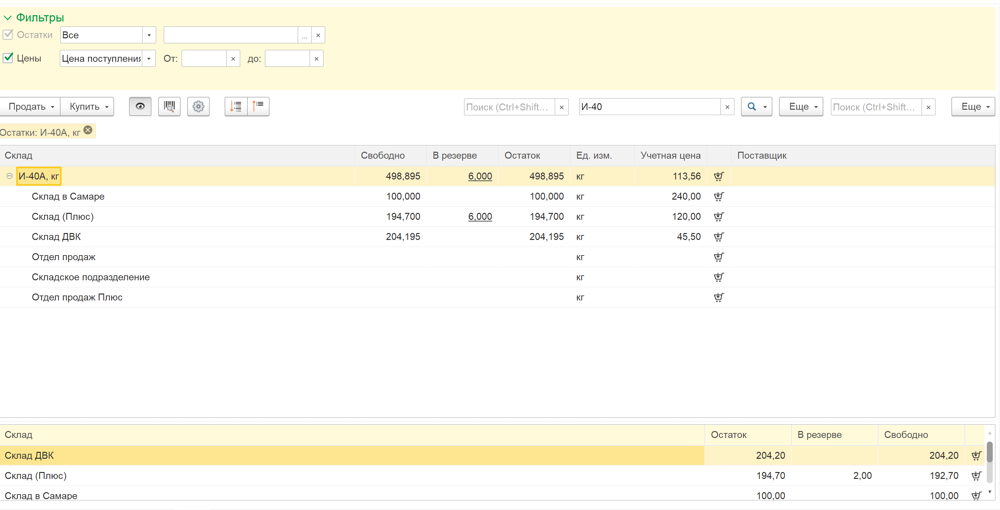 Фильтры
Остатки Все ...
Цены Цена поступления От: до:
Продать Купить Поиск (Ctrl+Shift... И-40 Еще Поиск (Ctrl+Shift... Еще
Остатки: И-40А, кг
Склад Свободно В резерве Остаток Ед. изм. Учетная цена Поставщик
И-40А, кг 498,895 6,000 498,895 кг 113,56
Склад в Самаре 100,000 100,000 кг 240,00
Склад (Плюс) 194,700 6,000 194,700 кг 120,00
Склад ДВК 204,195 204,195 кг 45,50
Отдел продаж кг
Складское подразделение кг
Отдел продаж Плюс кг
Склад Остаток В резерве Свободно
Склад ДВК 204,20 204,20
Склад (Плюс) 194,70 2,00 192,70
Склад в Самаре 100,00 100,00